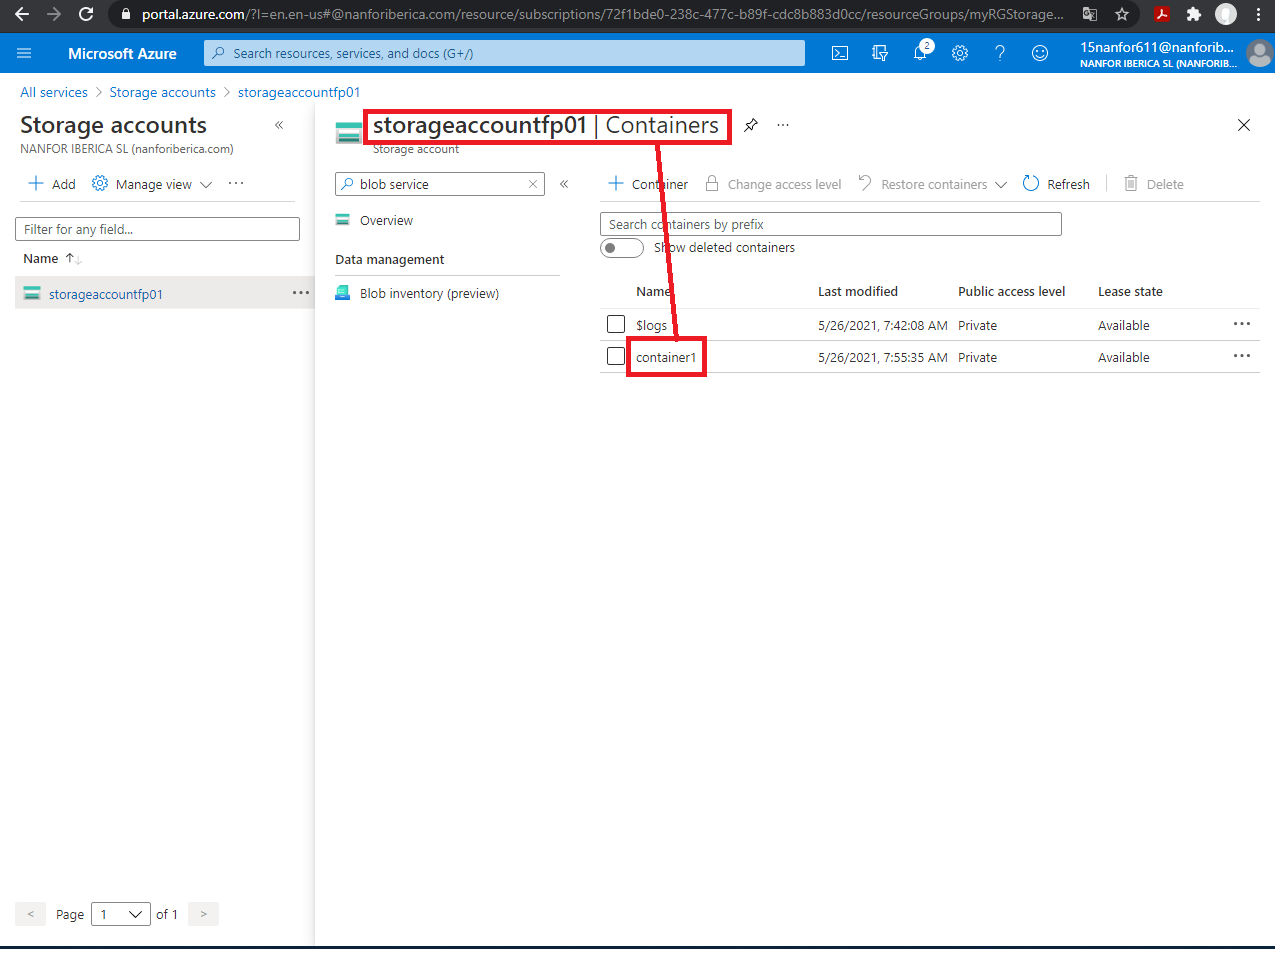 portal.azure.com/?l=en.en-us#@nanforiberica.com/resource/subscriptions/72f1bde0-238c-477c-b89f-cdc8b883d0cc/resourceGroups/myRGStorage...
Microsoft Azure
Search resources, services, and docs (G+/)
2
15nanfor611@nanforib...
NANFOR IBERICA SL (NANFORIB...
All services > Storage accounts > storageaccountfp01
Storage accounts
NANFOR IBERICA SL (nanforiberica.com)
Add Manage view
Filter for any field...
Name
storageaccountfp01
Page 1 of 1
storageaccountfp01 | Containers
Storage account
blob service
Overview
Data management
Blob inventory (preview)
Container Change access level Restore containers Refresh Delete
Search containers by prefix
Show deleted containers
Name Last modified Public access level Lease state
$logs 5/26/2021, 7:42:08 AM Private Available
container1 5/26/2021, 7:55:35 AM Private Available